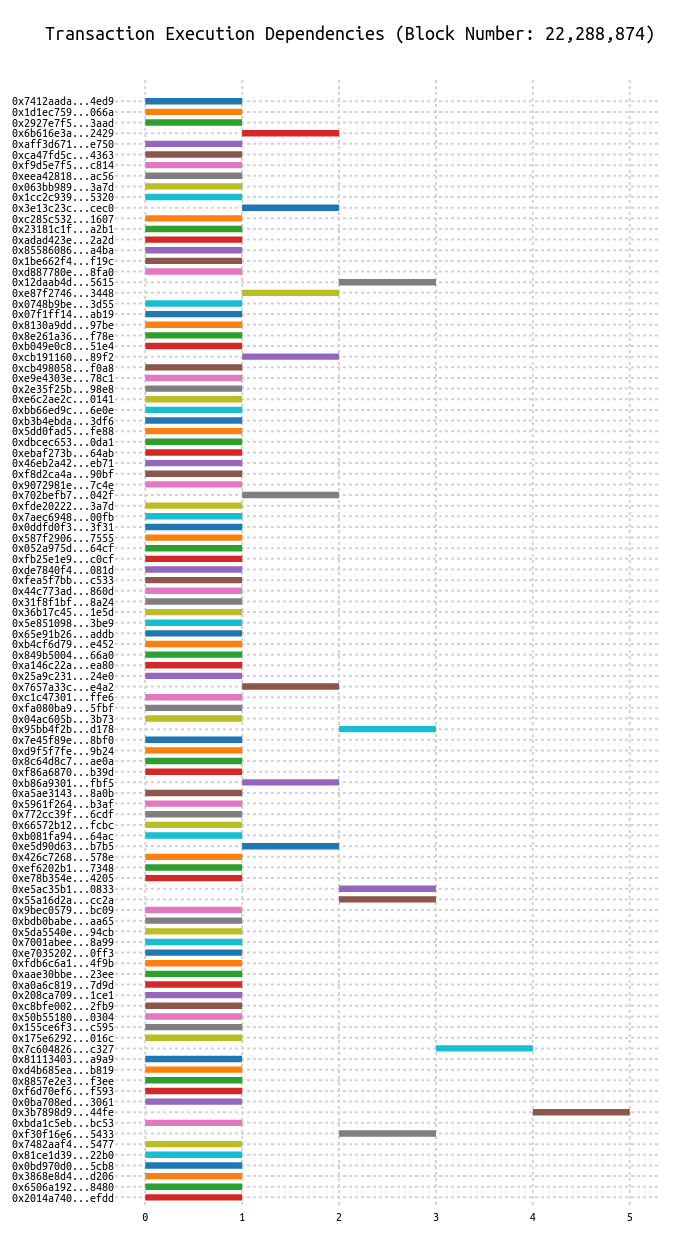 Transaction Execution Dependencies (Block Number: 22,288,874)
0x7412aada...4ed9
0x1d1ec759...066a
0x2927e7f5...3aad
0x6b616e3a...2429
0xaff3d671...e750
0xca47fd5c...4363
0xf9d5e7f5...c814
0xeea42818...ac56
0x063bb989...3a7d
0x1cc2c939...5320
0x3e13c23c...cec0
0xc285c532...1607
0x23181c1f...a2b1
0xadad423e...2a2d
0x85586086...a4ba
0x1be662f4...f19c
0xd887780e...8fa0
0x12daab4d...5615
0xe87f2746...3448
0x0748b9be...3d55
0x07f1ff14...ab19
0x8130a9dd...97be
0x8e261a36...f78e
0xb049e0c8...51e4
0xcb191160...89f2
0xcb498058...f0a8
0xe9e4303e...78c1
0x2e35f25b...98e8
0xe6c2ae2c...0141
0xbb66ed9c...6e0e
0xb3b4ebda...3df6
0x5dd0fad5...fe88
0xdbcec653...0da1
0xebaf273b...64ab
0x46eb2a42...eb71
0xf8d2ca4a...90bf
0x9072981e...7c4e
0x702befb7...042f
0xfde20222...3a7d
0x7aec6948...00fb
0x0ddfd0f3...3f31
0x587f2906...7555
0x052a975d...64cf
0xfb25e1e9...c0cf
0xde7840f4...081d
0xfea5f7bb...c533
0x44c773ad...860d
0x31f8f1bf...8a24
0x36b17c45...1e5d
0x5e851098...3be9
0x65e91b26...addb
0xb4cf6d79...e452
0x849b5004...66a0
0xa146c22a...ea80
0x25a9c231...24e0
0x7657a33c...e4a2
0xc1c47301...ffe6
0xfa080ba9...5fbf
0x04ac605b...3b73
0x95bb4f2b...d178
0x7e45f89e...8bf0
0xd9f5f7fe...9b24
0x8c64d8c7...ae0a
0xf86a6870...b39d
0xb86a9301...fbf5
0xa5ae3143...8a0b
0x5961f264...b3af
0x772cc39f...6cdf
0x66572b12...fcbc
0xb081fa94...64ac
0xe5d90d63...b7b5
0x426c7268...578e
0xef6202b1...7348
0xe78b354e...4205
0xe5ac35b1...0833
0x55a16d2a...cc2a
0x9bec0579...bc09
0xbdb0babe...aa65
0x5da5540e...94cb
0x7001abee...8a99
0xe7035202...0ff3
0xfdb6c6a1...4f9b
0xaae30bbe...23ee
0xa0a6c819...7d9d
0x208ca709...1ce1
0xc8bfe002...2fb9
0x50b55180...0304
0x155ce6f3...c595
0x175e6292...016c
0x7c604826...c327
0x81113403...a9a9
0xd4b685ea...b819
0x8857e2e3...f3ee
0xf6d70ef6...f593
0x0ba708ed...3061
0x3b7898d9...44fe
0xbda1c5eb...bc53
0xf30f16e6...5433
0x7482aaf4...5477
0x81ce1d39...22b0
0x0bd970d0...5cb8
0x3868e8d4...d206
0x6506a192...8480
0x2014a740...efdd
0 1 2 3 4 5